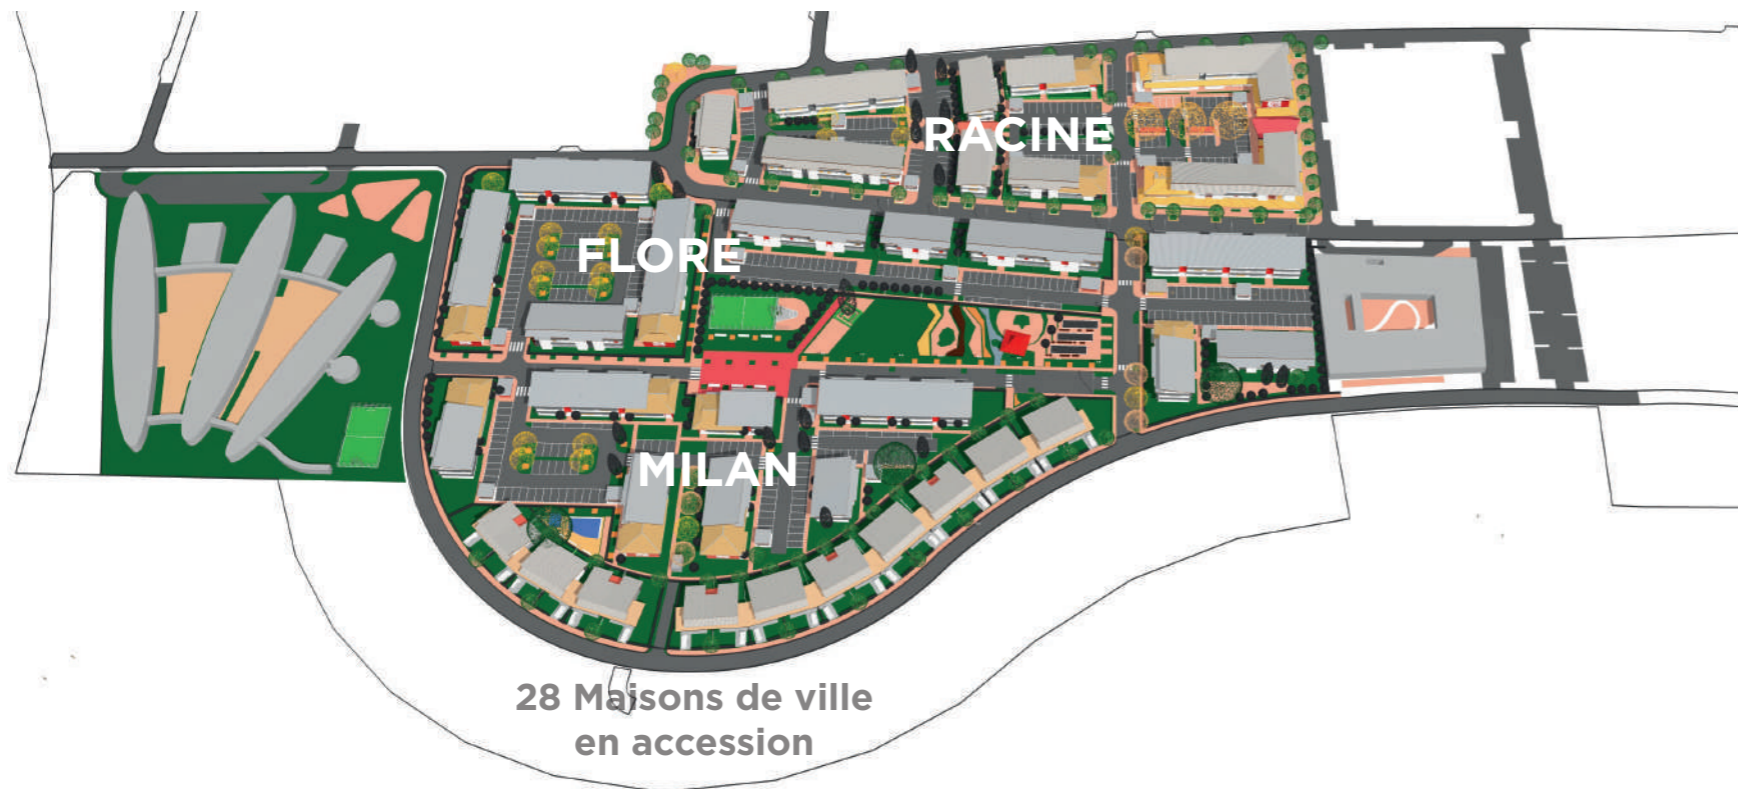 RACINE
FLORE
MILAN
28 Maisons de ville
en accession